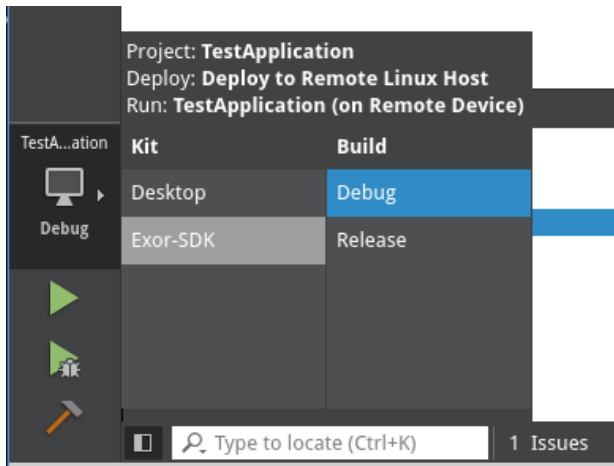 Project: TestApplication
Deploy: Deploy to Remote Linux Host
Run: TestApplication (on Remote Device)
TestA...ation
Kit Build
Desktop Debug
Debug
Exor-SDK Release
Type to locate (Ctrl+K) 1 Issues